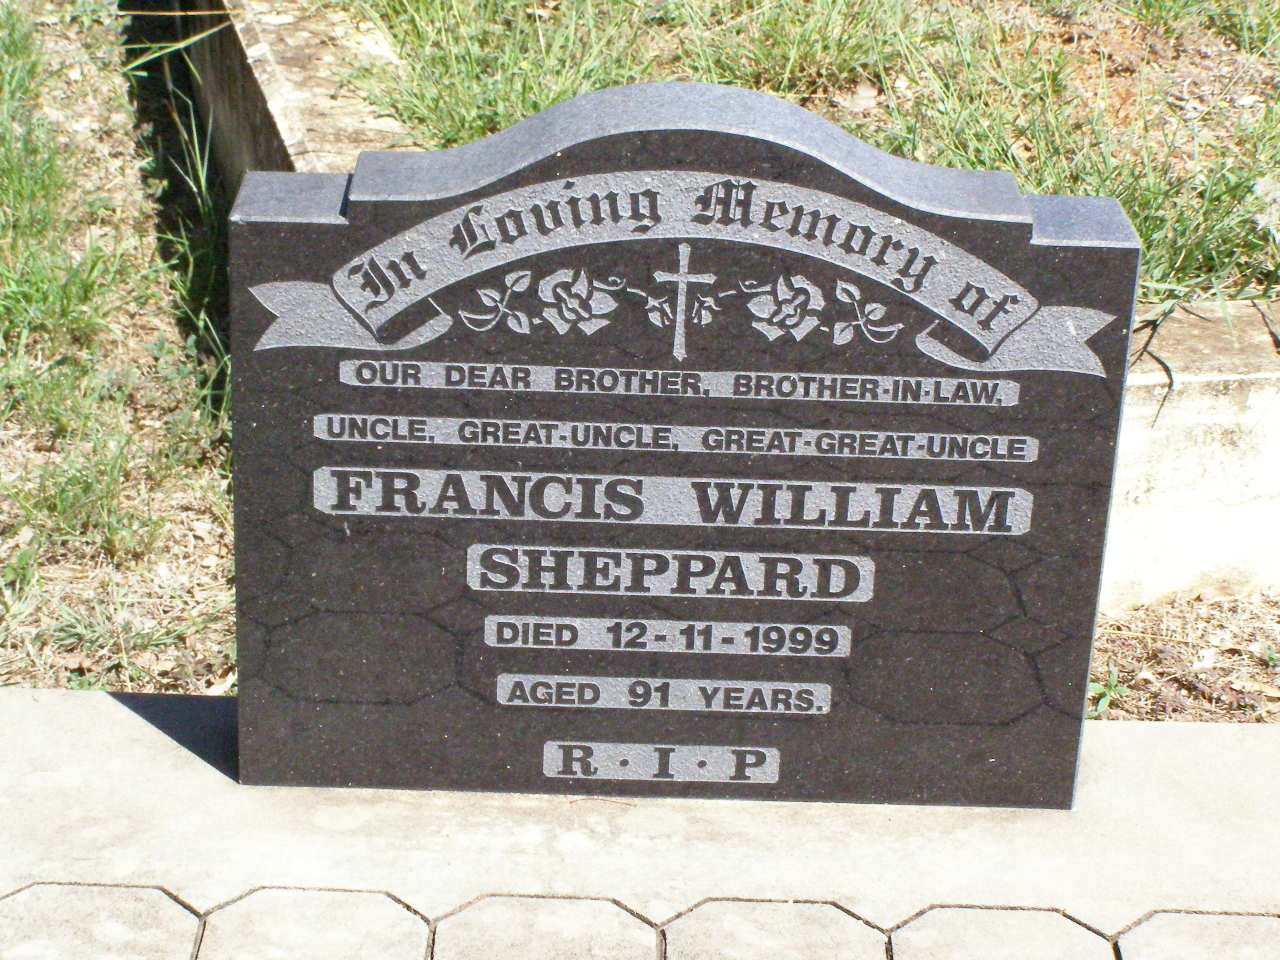 In Loving Memory of
OUR DEAR BROTHER, BROTHER-IN-LAW,
UNCLE, GREAT-UNCLE, GREAT-GREAT-UNCLE
FRANCIS WILLIAM
SHEPPARD
DIED 12-11-1999
AGED 91 YEARS.
R·I·P